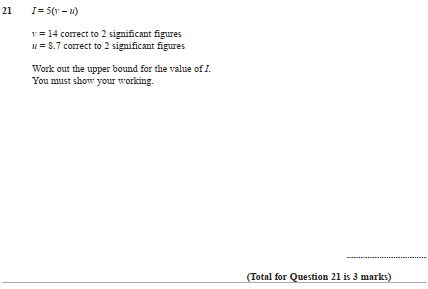 21 I = 5(v – u)
v = 14 correct to 2 significant figures
u = 8.7 correct to 2 significant figures
Work out the upper bound for the value of I.
You must show your working.
(Total for Question 21 is 3 marks)